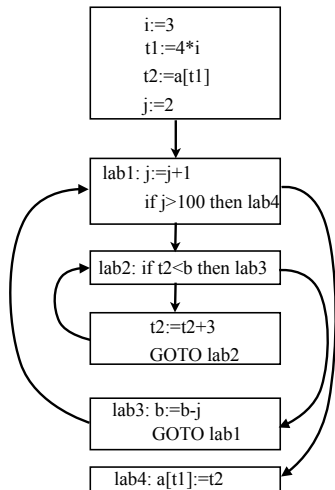 i:=3
t1:=4*i
t2:=a[t1]
j:=2
lab1: j:=j+1
if j>100 then lab4
lab2: if t2<b then lab3
t2:=t2+3
GOTO lab2
lab3: b:=b-j
GOTO lab1
lab4: a[t1]:=t2